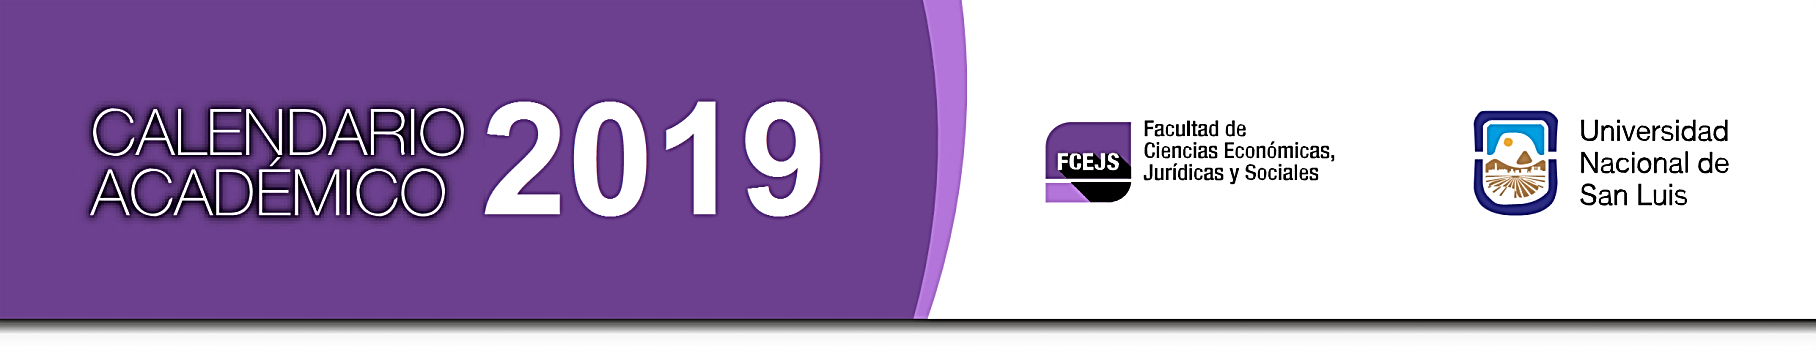 CALENDARIO
ACADÉMICO
2019
FCEJS
Facultad de
Ciencias Económicas,
Jurídicas y Sociales
Universidad
Nacional de
San Luis